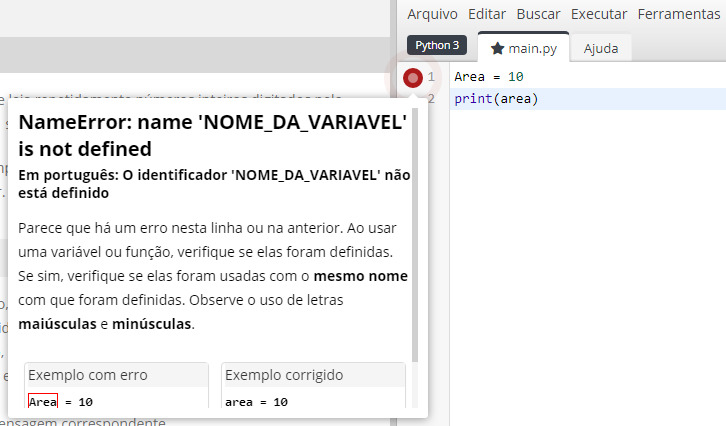 Arquivo Editar Buscar Executar Ferramentas
Python 3
main.py
Ajuda
1 Area = 10
2 print(area)
NameError: name 'NOME_DA_VARIAVEL'
is not defined
Em português: O identificador 'NOME_DA_VARIAVEL' não
está definido
Parece que há um erro nesta linha ou na anterior. Ao usar
uma variável ou função, verifique se elas foram definidas.
Se sim, verifique se elas foram usadas com o mesmo nome
com que foram definidas. Observe o uso de letras
maiúsculas e minúsculas.
Exemplo com erro
Area = 10
Exemplo corrigido
area = 10